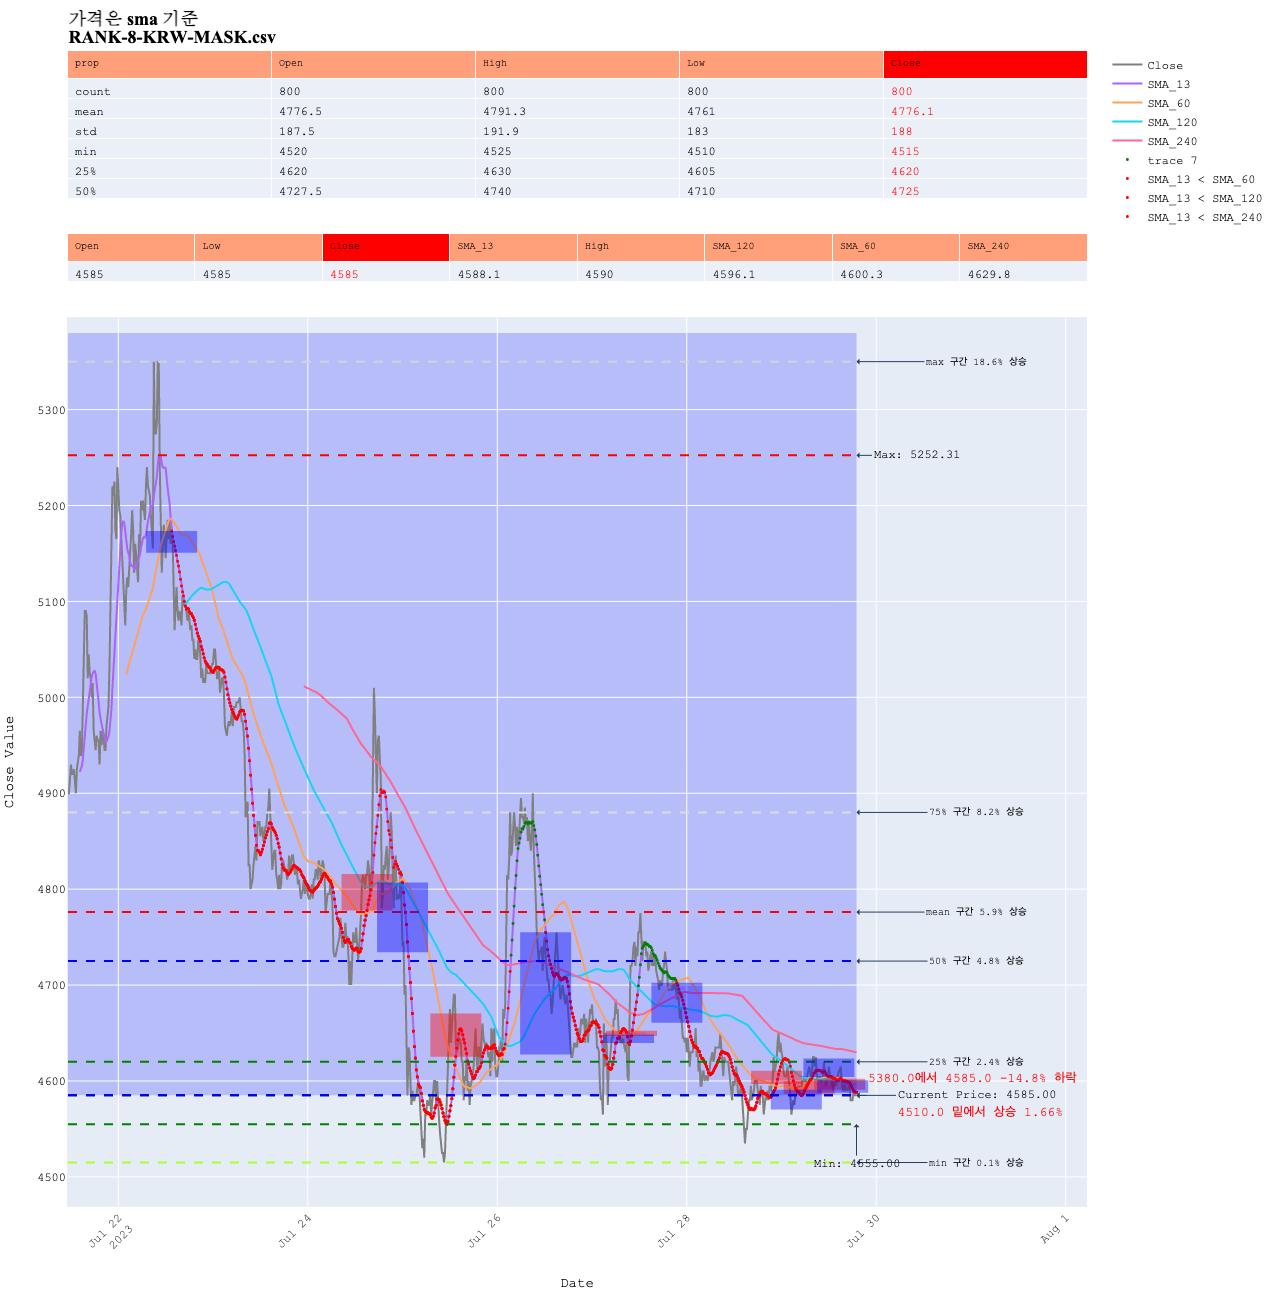 가격은 sma 기준
RANK-8-KRW-MASK.csv
prop Open High Low Close
count 800 800 800 800
mean 4776.5 4791.3 4761 4776.1
std 187.5 191.9 183 188
min 4520 4525 4510 4515
25% 4620 4630 4605 4620
50% 4727.5 4740 4710 4725
Open Low Close SMA_13 High SMA_120 SMA_60 SMA_240
4585 4585 4585 4588.1 4590 4596.1 4600.3 4629.8
Close
SMA_13
SMA_60
SMA_120
SMA_240
trace 7
SMA_13 < SMA_60
SMA_13 < SMA_120
SMA_13 < SMA_240
Close Value
5300
5200
5100
5000
4900
4800
4700
4600
4500
max 구간 18.6% 상승
Max: 5252.31
75% 구간 8.2% 상승
mean 구간 5.9% 상승
50% 구간 4.8% 상승
25% 구간 2.4% 상승
5380.0에서 4585.0 -14.8% 하락
Current Price: 4585.00
4510.0 밑에서 상승 1.66%
Min: 4555.00
min 구간 0.1% 상승
Jul 22
2023
Jul 24
Jul 26
Jul 28
Jul 30
Aug 1
Date